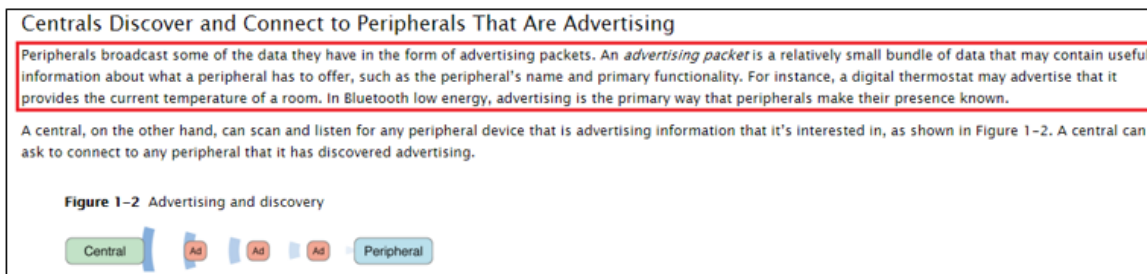 Centrals Discover and Connect to Peripherals That Are Advertising
Peripherals broadcast some of the data they have in the form of advertising packets. An advertising packet is a relatively small bundle of data that may contain useful
information about what a peripheral has to offer, such as the peripheral's name and primary functionality. For instance, a digital thermostat may advertise that it
provides the current temperature of a room. In Bluetooth low energy, advertising is the primary way that peripherals make their presence known.
A central, on the other hand, can scan and listen for any peripheral device that is advertising information that it's interested in, as shown in Figure 1-2. A central can
ask to connect to any peripheral that it has discovered advertising.
Figure 1-2 Advertising and discovery
Central Ad Ad Ad Peripheral